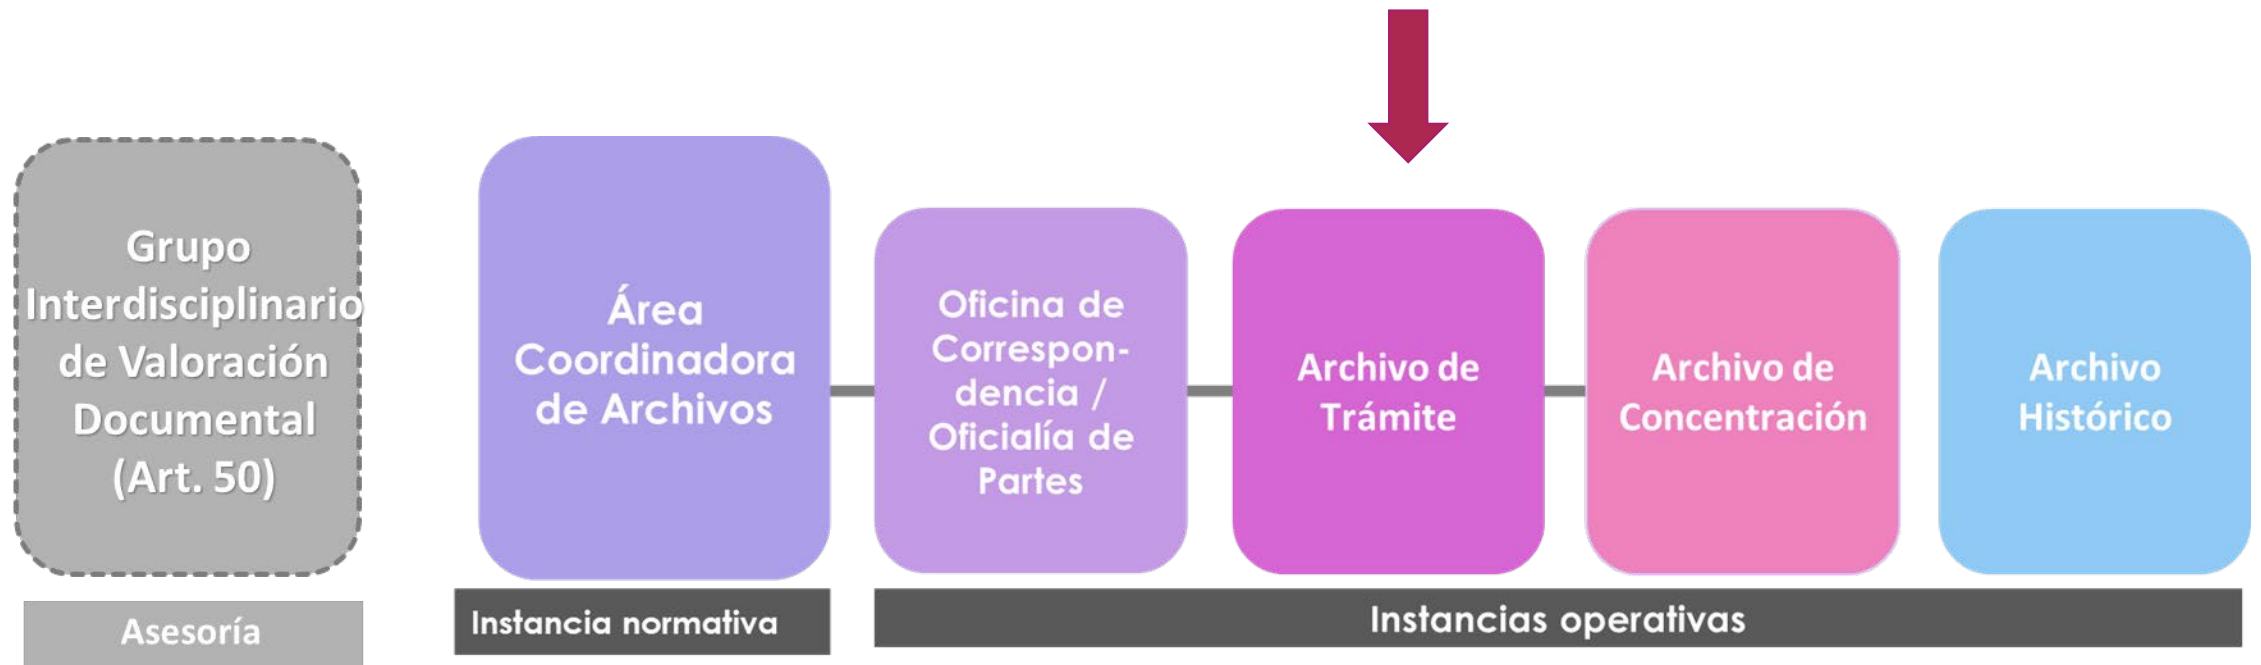 Grupo
Interdisciplinario
de Valoración
Documental
(Art. 50)
Asesoría
Área
Coordinadora
de Archivos
Instancia normativa
Oficina de
Correspon-
dencia /
Oficialía de
Partes
Archivo de
Trámite
Archivo de
Concentración
Archivo
Histórico
Instancias operativas